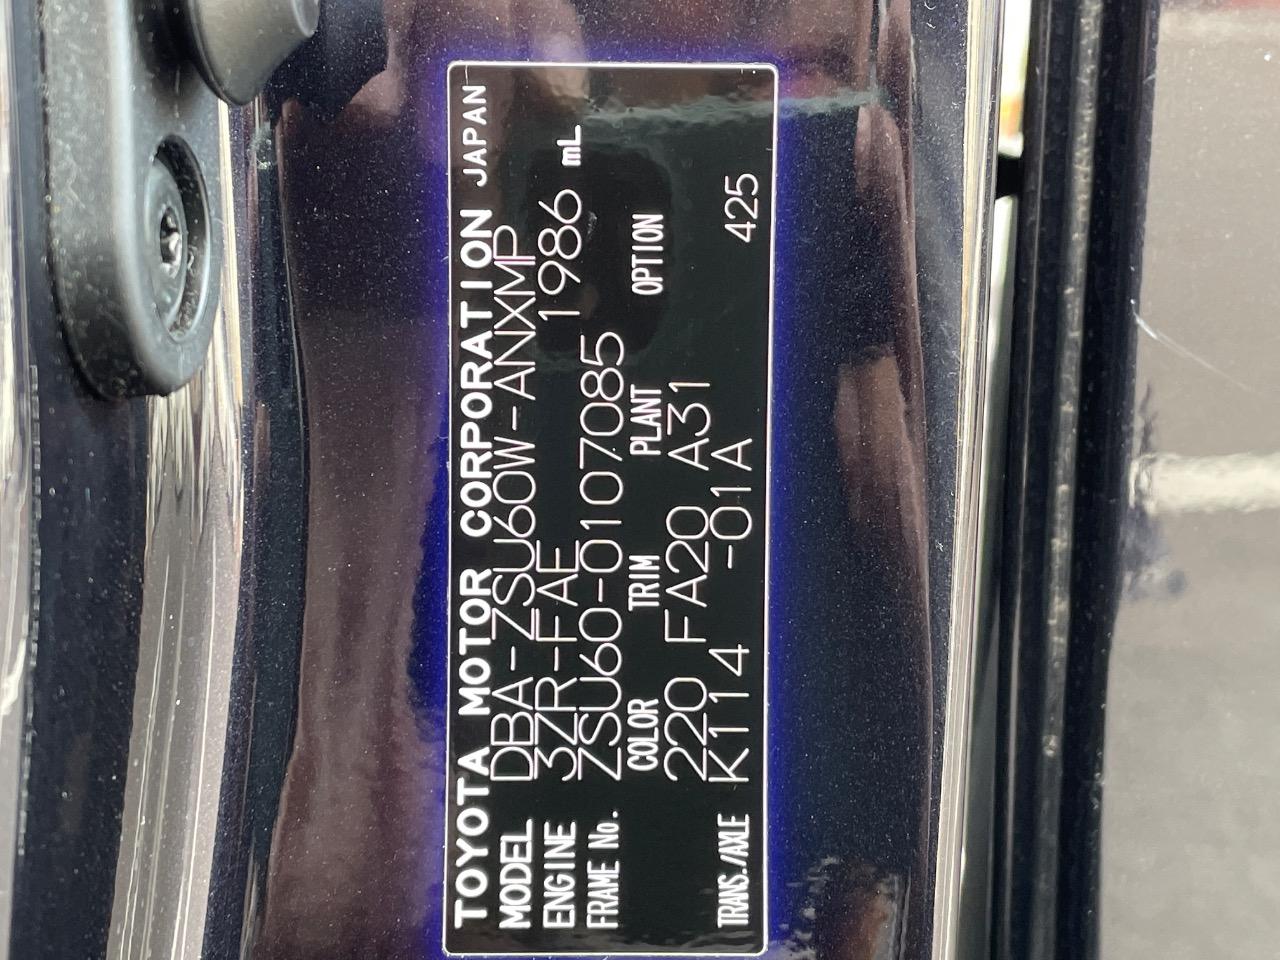 TOYOTA MOTOR CORPORATION JAPAN
MODEL DBA-ZSU60W-ANXMP
ENGINE 3ZR-FAE 1986 mL
FRAME No. ZSU60-0107085
COLOR TRIM PLANT OPTION
220 FA20 A31
TRANS./AXLE K114 -01A 425